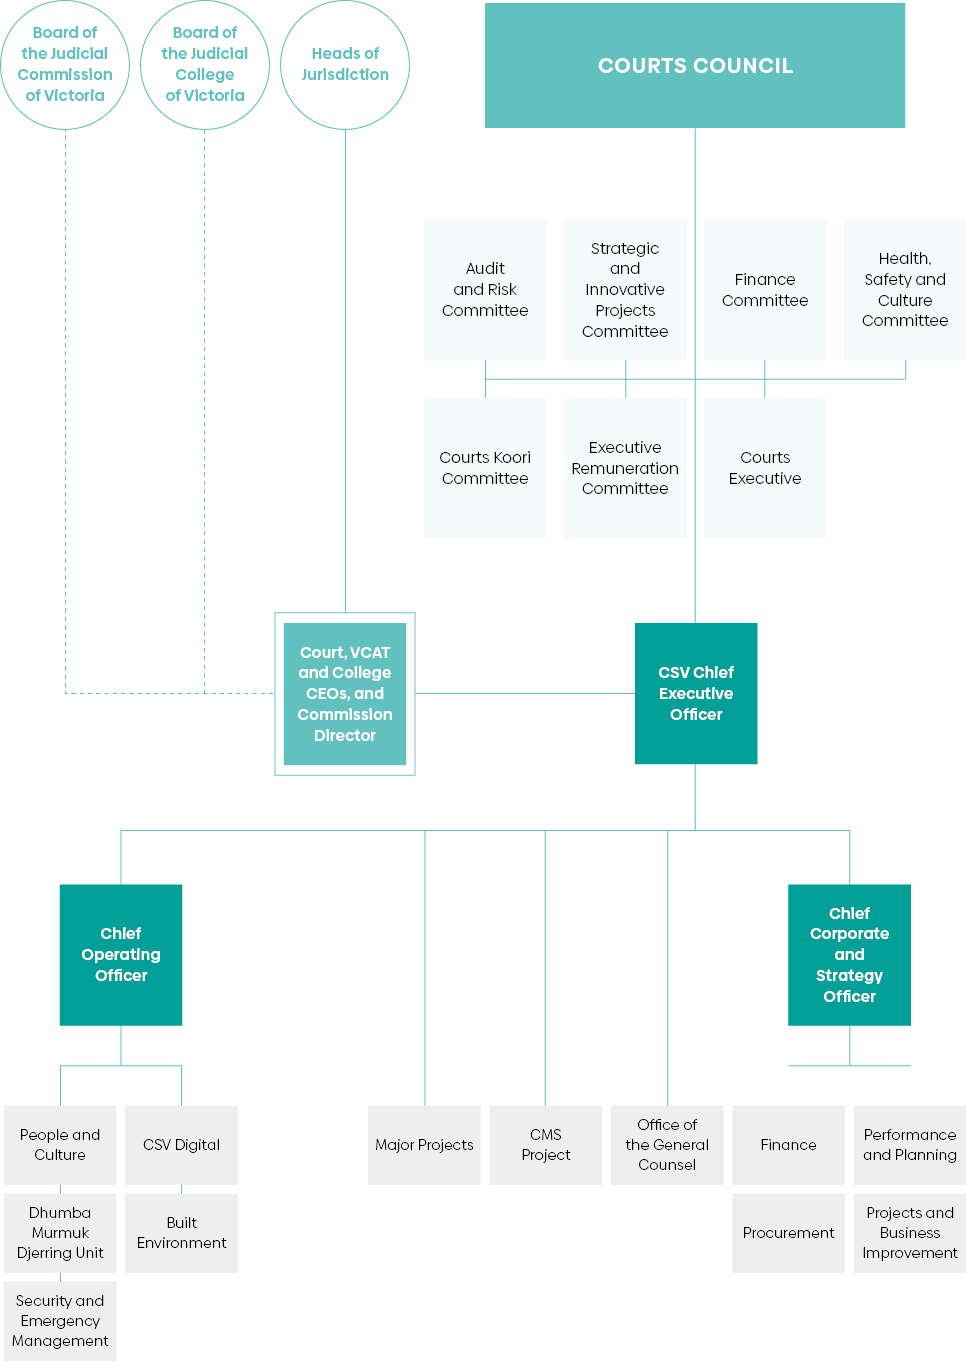 Board of
the Judicial
Commission
of Victoria
Board of
the Judicial
College
of Victoria
Heads of
Jurisdiction
COURTS COUNCIL
Audit
and Risk
Committee
Strategic
and
Innovative
Projects
Committee
Finance
Committee
Health,
Safety and
Culture
Committee
Courts Koori
Committee
Executive
Remuneration
Committee
Courts
Executive
Court, VCAT
and College
CEOs, and
Commission
Director
CSV Chief
Executive
Officer
Chief
Operating
Officer
Chief
Corporate
and
Strategy
Officer
People and
Culture
CSV Digital
Major Projects
CMS
Project
Office of
the General
Counsel
Finance
Performance
and Planning
Dhumba
Murmuk
Djerring Unit
Built
Environment
Procurement
Projects and
Business
Improvement
Security and
Emergency
Management